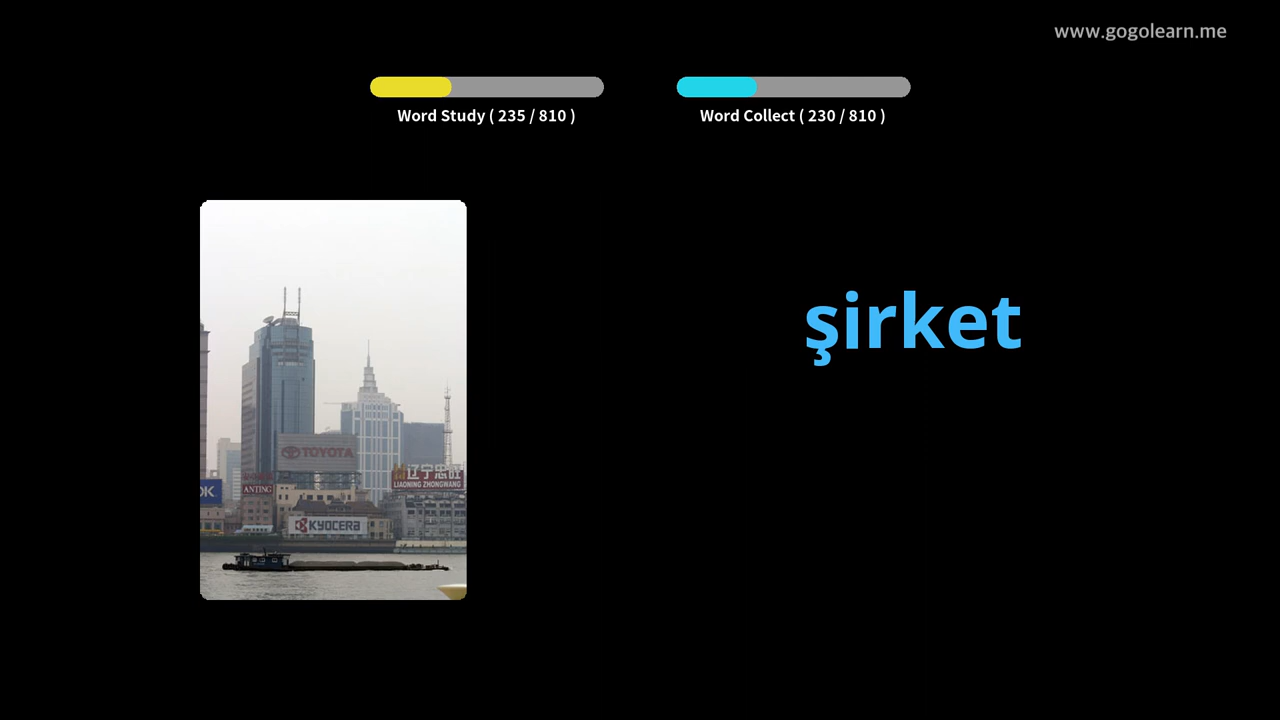 www.gogolearn.me
Word Study ( 235 / 810 )
Word Collect ( 230 / 810 )
şirket
TOYOTA
辽宁忠旺
LIAONING ZHONGWANG
OK
ANTING
KYOCERA